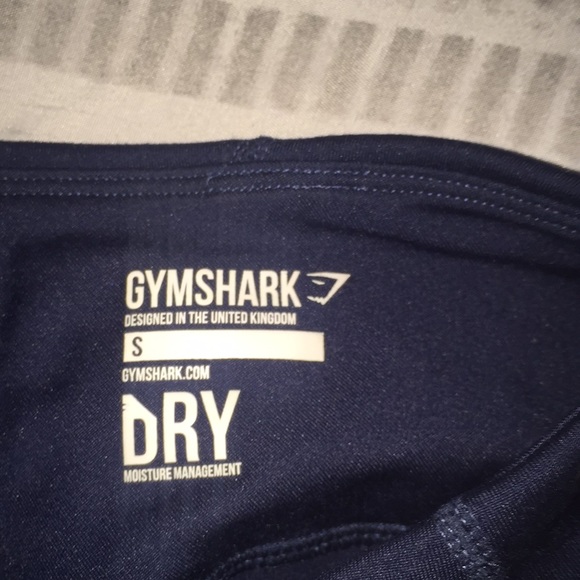 GYMSHARK
DESIGNED IN THE UNITED KINGDOM
S
GYMSHARK.COM
DRY
MOISTURE MANAGEMENT